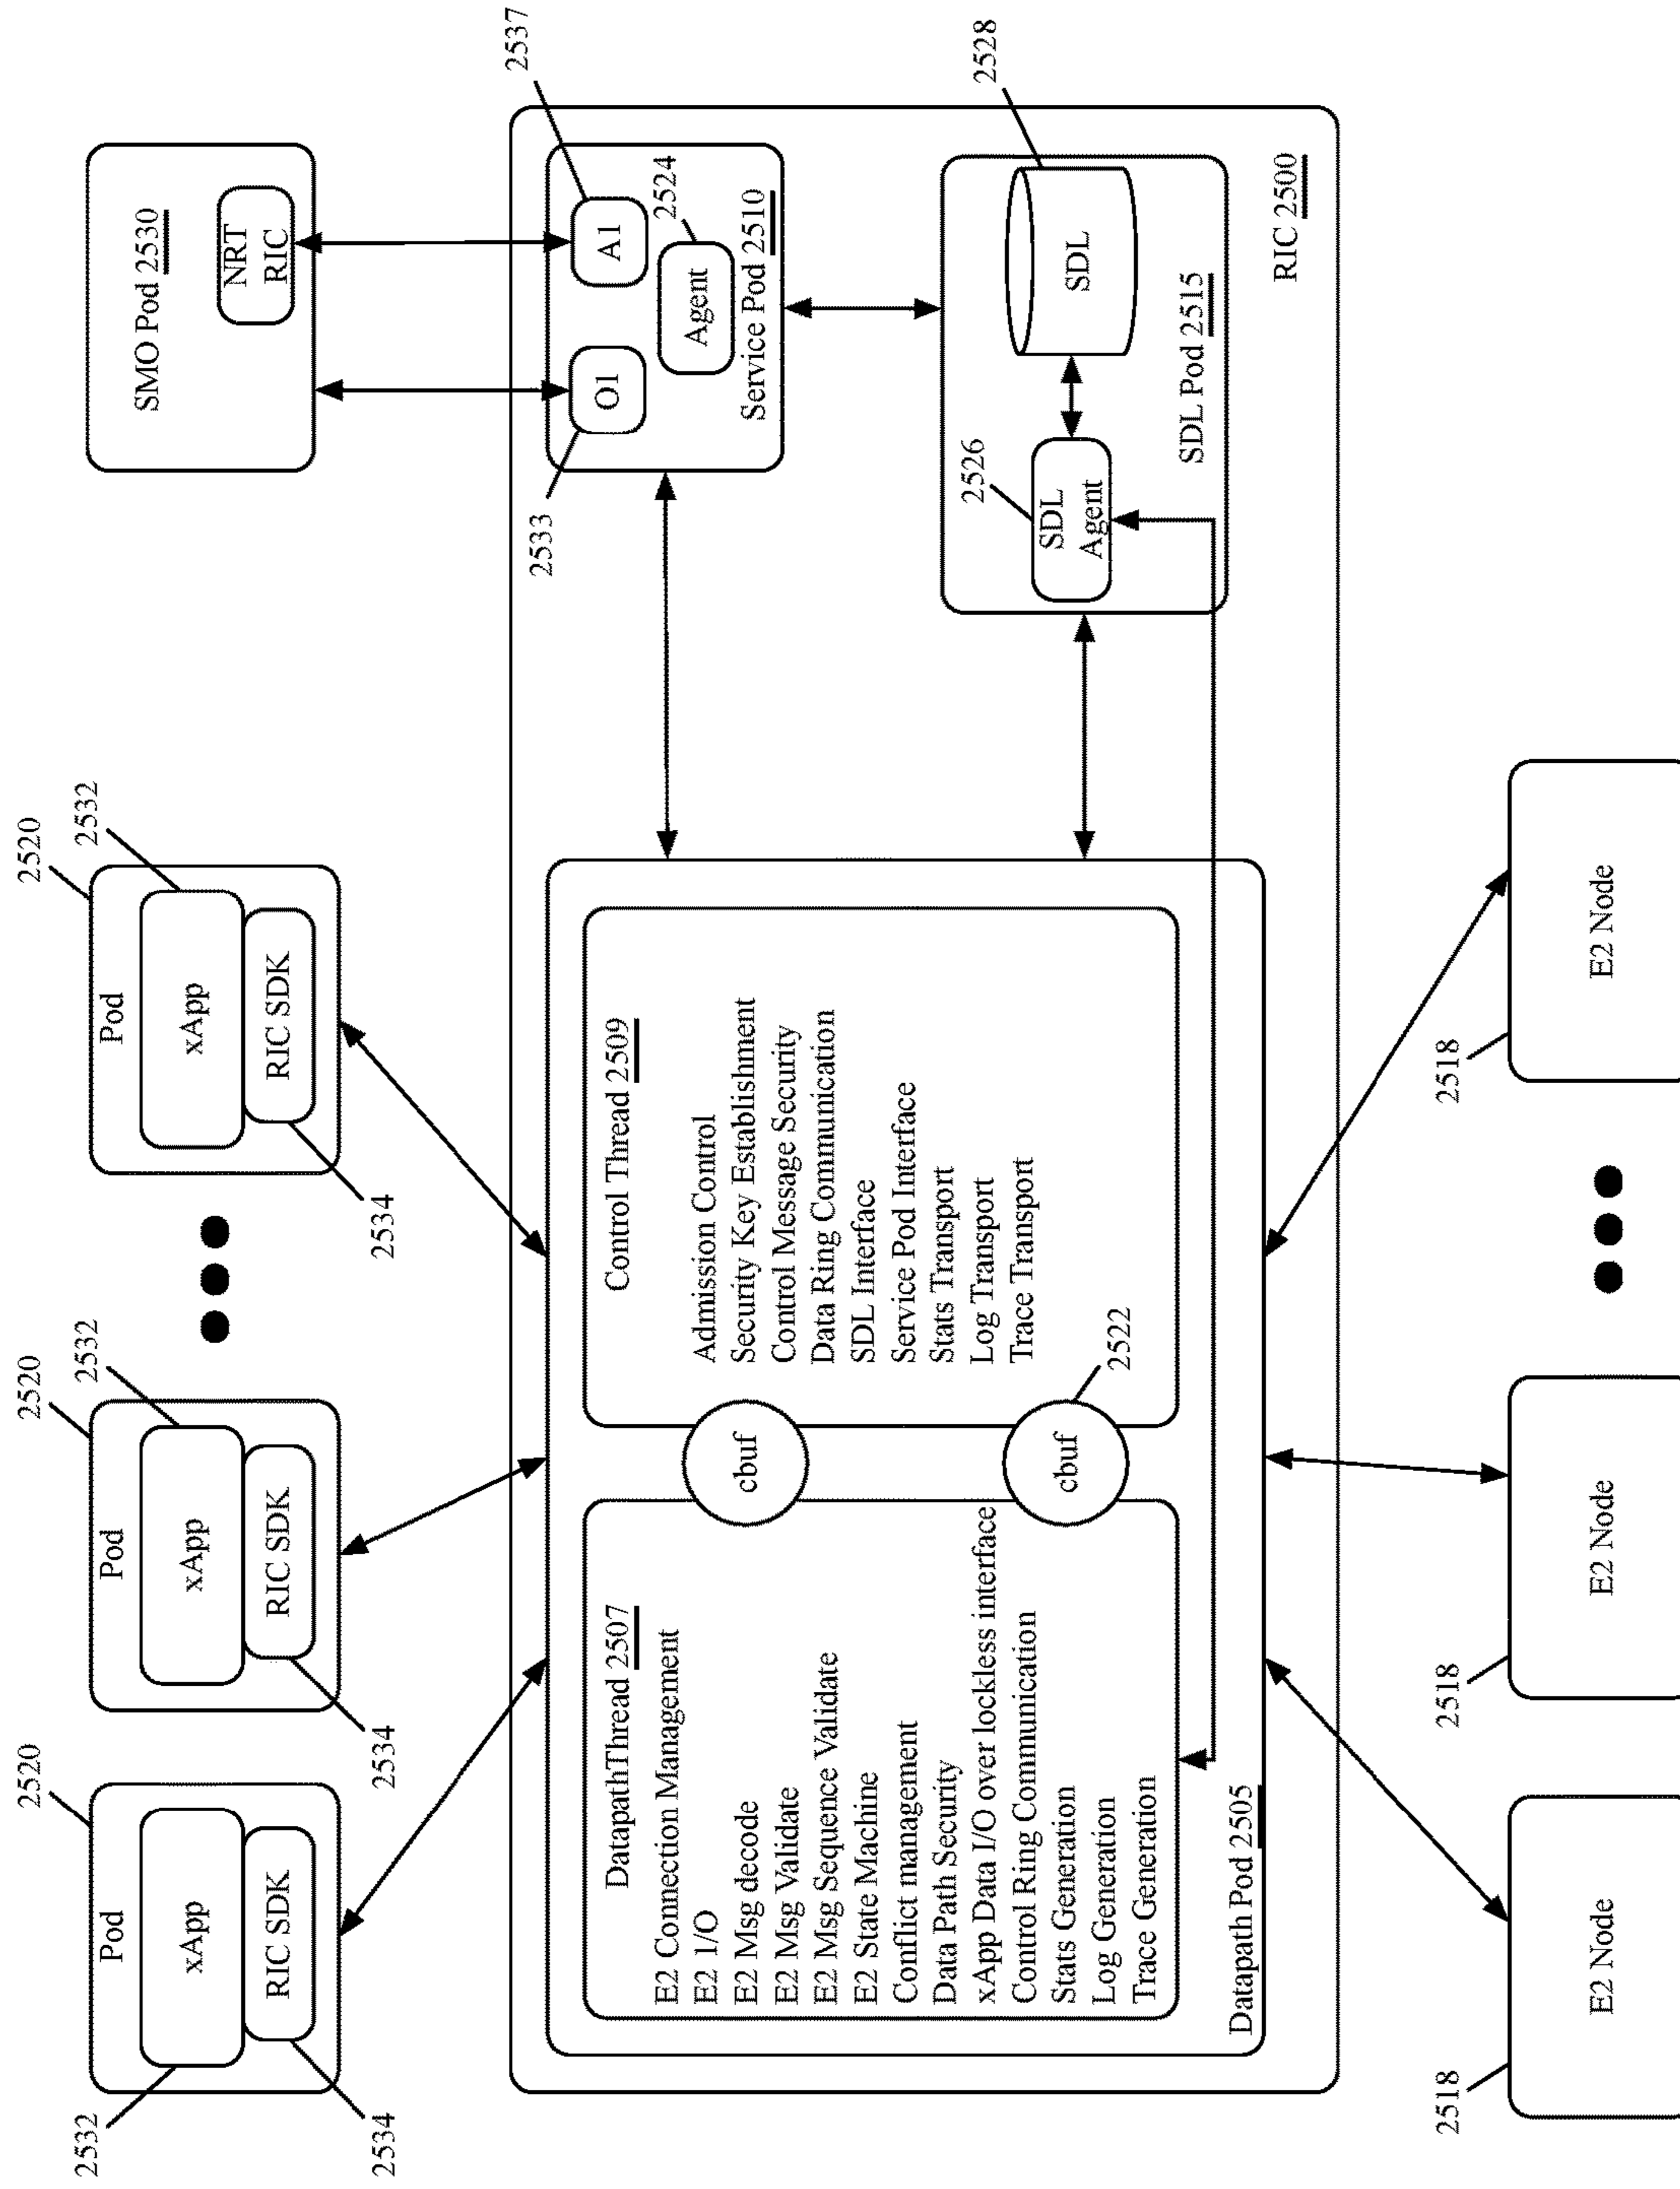 2520
Pod
xApp
RIC SDK
2532
2534
2520
Pod
xApp
RIC SDK
2532
2534
2520
Pod
xApp
RIC SDK
2532
2534
SMO Pod 2530
NRT
RIC
DatapathThread 2507
E2 Connection Management
E2 I/O
E2 Msg decode
E2 Msg Validate
E2 Msg Sequence Validate
E2 State Machine
Conflict management
Data Path Security
xApp Data I/O over lockless interface
Control Ring Communication
Stats Generation
Log Generation
Trace Generation
cbuf
cbuf
2522
Control Thread 2509
Admission Control
Security Key Establishment
Control Message Security
Data Ring Communication
SDL Interface
Service Pod Interface
Stats Transport
Log Transport
Trace Transport
Datapath Pod 2505
2533
O1
A1
2537
Agent
2524
Service Pod 2510
2526
SDL
Agent
SDL
2528
SDL Pod 2515
RIC 2500
2518
E2 Node
2518
E2 Node
2518
E2 Node